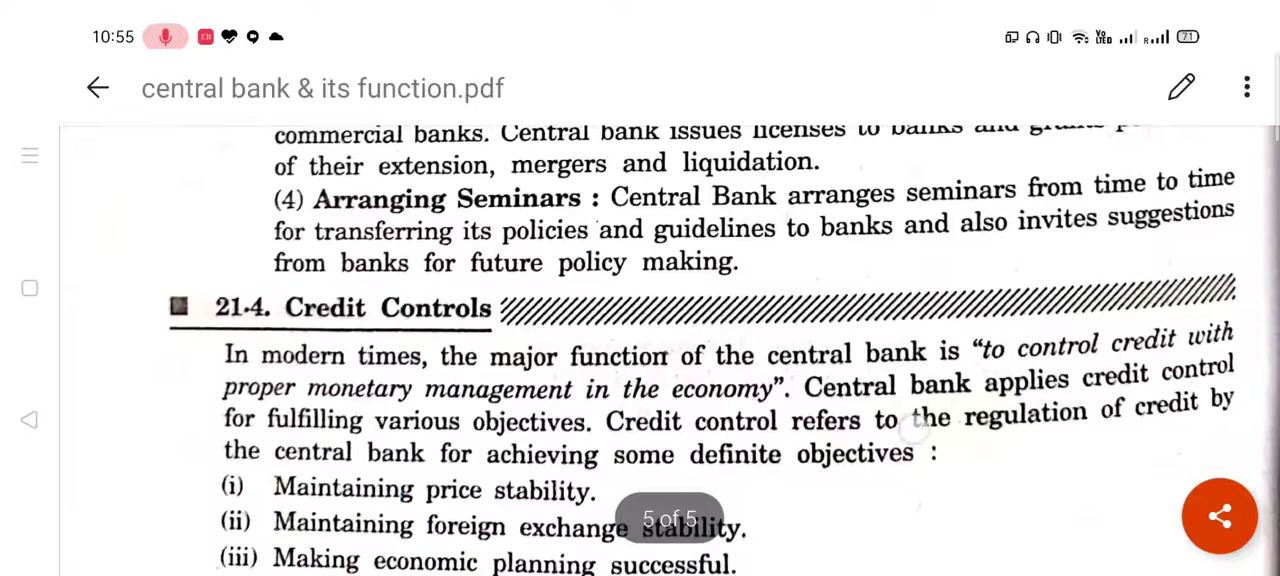 10:55
71
central bank & its function.pdf
commercial banks. Central bank issues licenses to banks and
of their extension, mergers and liquidation.
(4) Arranging Seminars : Central Bank arranges seminars from time to time
for transferring its policies and guidelines to banks and also invites suggestions
from banks for future policy making.
21·4. Credit Controls
In modern times, the major function of the central bank is “to control credit with
proper monetary management in the economy”. Central bank applies credit control
for fulfilling various objectives. Credit control refers to the regulation of credit by
the central bank for achieving some definite objectives :
(i) Maintaining price stability.
(ii) Maintaining foreign exchange stability.
5 of 5
(iii) Making economic planning successful.